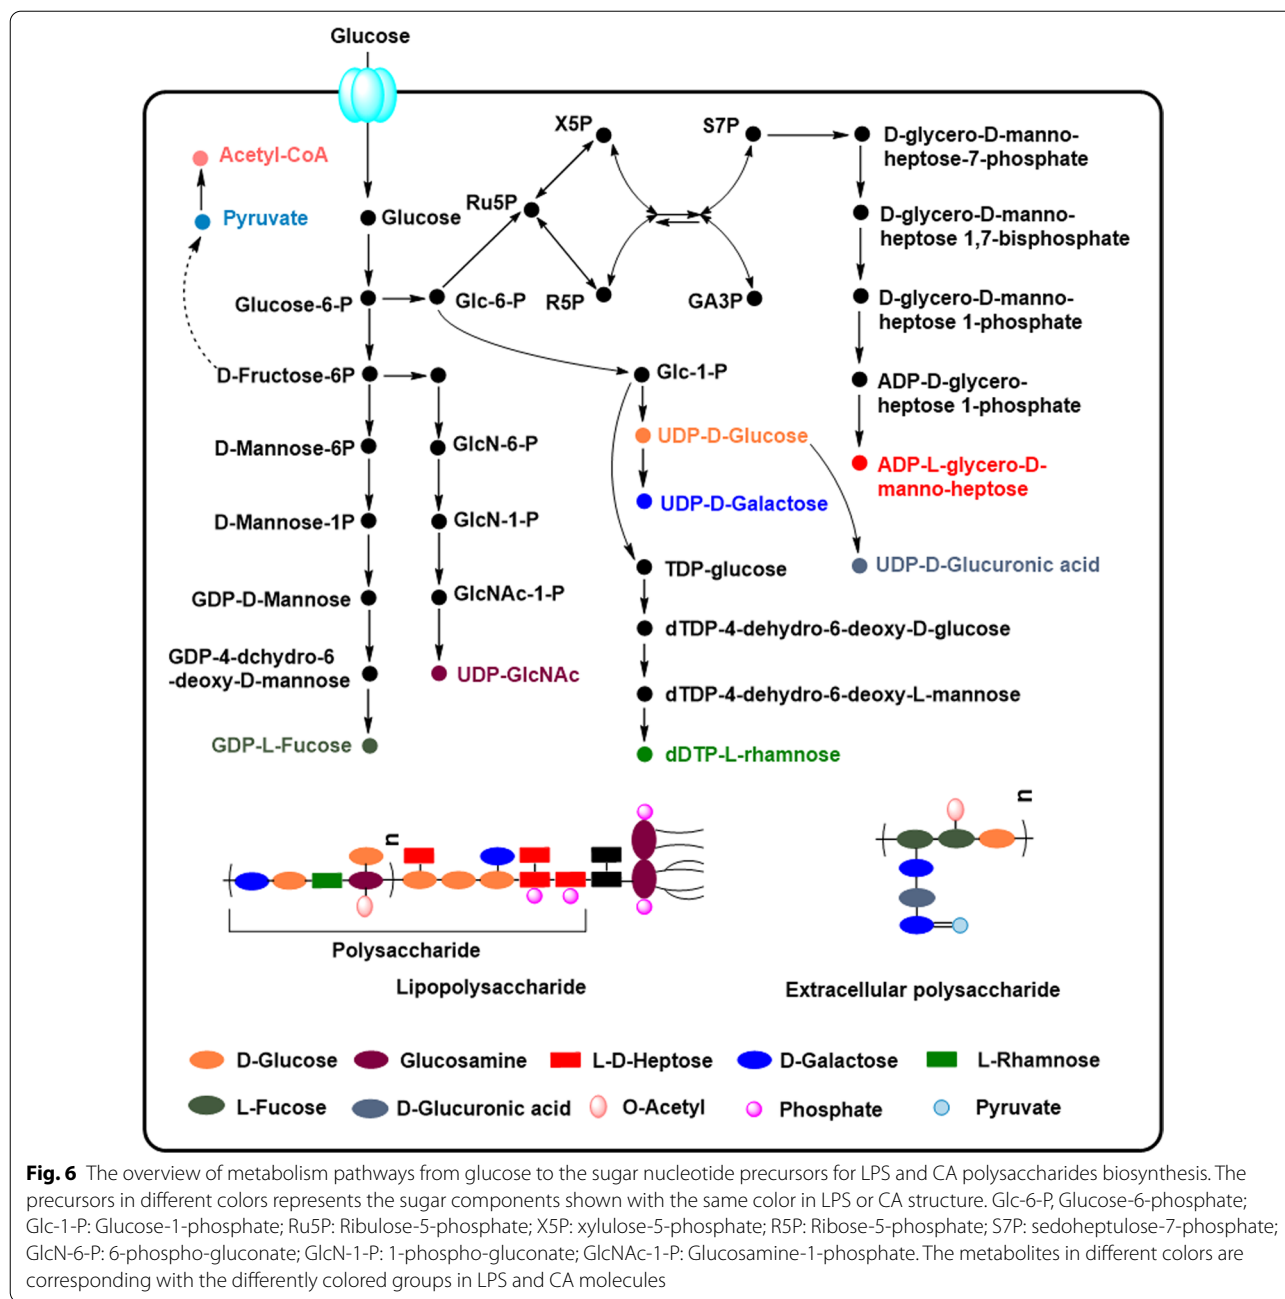 Glucose
X5P
S7P
D-glycero-D-manno-
heptose-7-phosphate
Acetyl-CoA
Ru5P
Pyruvate
Glucose
D-glycero-D-manno-
heptose 1,7-bisphosphate
Glucose-6-P
Glc-6-P
R5P
GA3P
D-glycero-D-manno-
heptose 1-phosphate
D-Fructose-6P
Glc-1-P
ADP-D-glycero-
heptose 1-phosphate
D-Mannose-6P
GlcN-6-P
UDP-D-Glucose
ADP-L-glycero-D-
manno-heptose
D-Mannose-1P
GlcN-1-P
UDP-D-Galactose
TDP-glucose
UDP-D-Glucuronic acid
GDP-D-Mannose
GlcNAc-1-P
dTDP-4-dehydro-6-deoxy-D-glucose
GDP-4-dchydro-6
-deoxy-D-mannose
UDP-GlcNAc
dTDP-4-dehydro-6-deoxy-L-mannose
GDP-L-Fucose
dDTP-L-rhamnose
n
n
Polysaccharide
Lipopolysaccharide
Extracellular polysaccharide
D-Glucose
Glucosamine
L-D-Heptose
D-Galactose
L-Rhamnose
L-Fucose
D-Glucuronic acid
O-Acetyl
Phosphate
Pyruvate
Fig. 6 The overview of metabolism pathways from glucose to the sugar nucleotide precursors for LPS and CA polysaccharides biosynthesis. The
precursors in different colors represents the sugar components shown with the same color in LPS or CA structure. Glc-6-P, Glucose-6-phosphate;
Glc-1-P: Glucose-1-phosphate; Ru5P: Ribulose-5-phosphate; X5P: xylulose-5-phosphate; R5P: Ribose-5-phosphate; S7P: sedoheptulose-7-phosphate;
GlcN-6-P: 6-phospho-gluconate; GlcN-1-P: 1-phospho-gluconate; GlcNAc-1-P: Glucosamine-1-phosphate. The metabolites in different colors are
corresponding with the differently colored groups in LPS and CA molecules